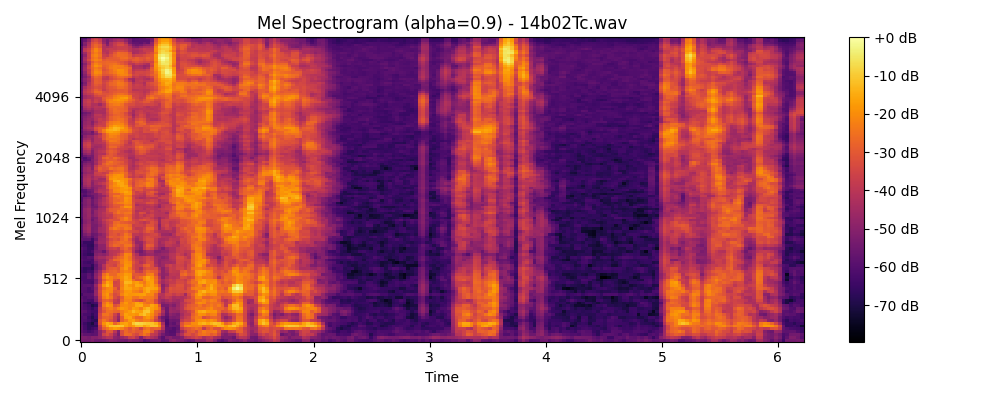 Mel Spectrogram (alpha=0.9) - 14b02Tc.wav
Mel Frequency
4096
2048
1024
512
0
0 1 2 3 4 5 6
Time
+0 dB
-10 dB
-20 dB
-30 dB
-40 dB
-50 dB
-60 dB
-70 dB